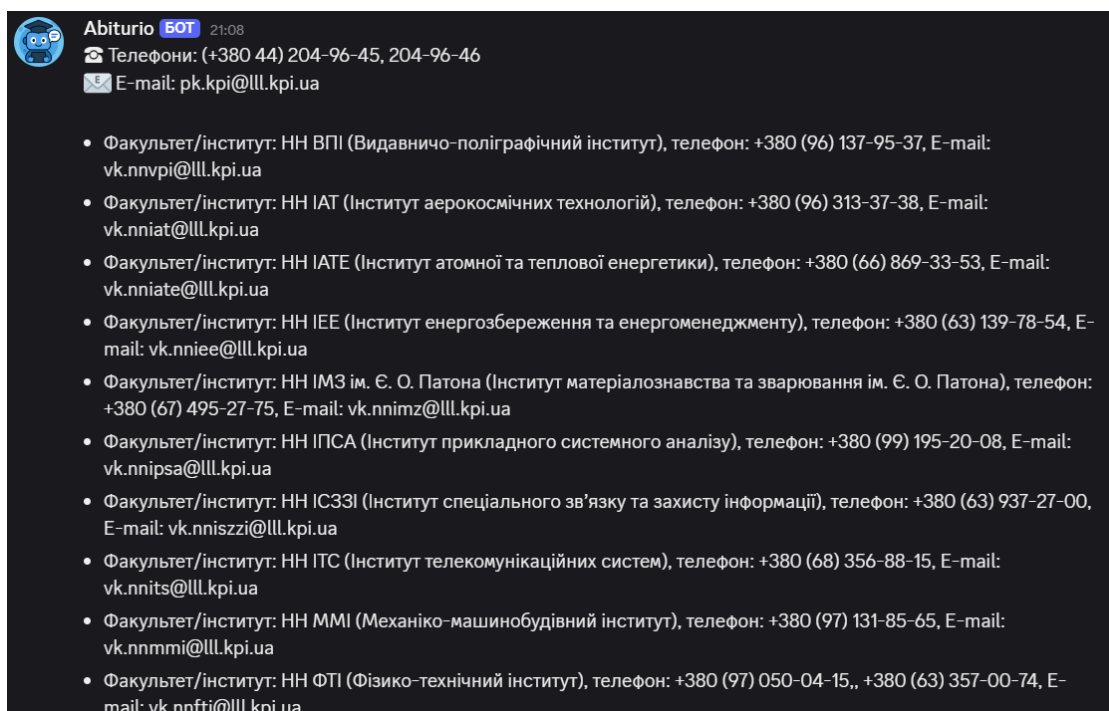 Abiturio БОТ 21:08
☎ Телефони: (+380 44) 204-96-45, 204-96-46
E-mail: pk.kpi@lll.kpi.ua
• Факультет/інститут: НН ВПІ (Видавничо-поліграфічний інститут), телефон: +380 (96) 137-95-37, E-mail:
vk.nnvpi@lll.kpi.ua
• Факультет/інститут: НН ІАТ (Інститут аерокосмічних технологій), телефон: +380 (96) 313-37-38, E-mail:
vk.nniat@lll.kpi.ua
• Факультет/інститут: НН ІАТЕ (Інститут атомної та теплової енергетики), телефон: +380 (66) 869-33-53, E-mail:
vk.nniate@lll.kpi.ua
• Факультет/інститут: НН ІЕЕ (Інститут енергозбереження та енергоменеджменту), телефон: +380 (63) 139-78-54, E-
mail: vk.nniee@lll.kpi.ua
• Факультет/інститут: НН ІМЗ ім. Є. О. Патона (Інститут матеріалознавства та зварювання ім. Є. О. Патона), телефон:
+380 (67) 495-27-75, E-mail: vk.nnimz@lll.kpi.ua
• Факультет/інститут: НН ІПСА (Інститут прикладного системного аналізу), телефон: +380 (99) 195-20-08, E-mail:
vk.nnipsa@lll.kpi.ua
• Факультет/інститут: НН ІСЗЗІ (Інститут спеціального зв’язку та захисту інформації), телефон: +380 (63) 937-27-00,
E-mail: vk.nniszzi@lll.kpi.ua
• Факультет/інститут: НН ІТС (Інститут телекомунікаційних систем), телефон: +380 (68) 356-88-15, E-mail:
vk.nnits@lll.kpi.ua
• Факультет/інститут: НН ММІ (Механіко-машинобудівний інститут), телефон: +380 (97) 131-85-65, E-mail:
vk.nnmmi@lll.kpi.ua
• Факультет/інститут: НН ФТІ (Фізико-технічний інститут), телефон: +380 (97) 050-04-15,, +380 (63) 357-00-74, E-
mail: vk.nnfti@lll.kpi.ua